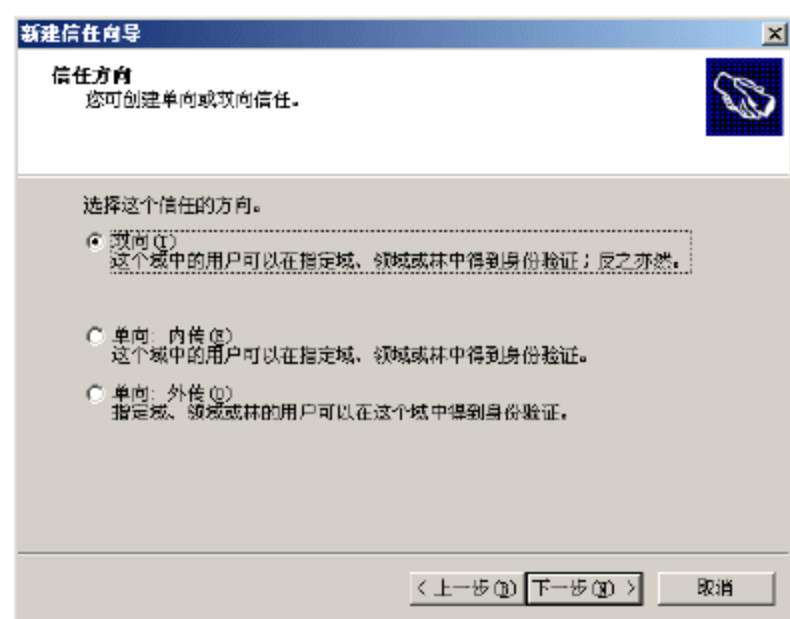 新建信任向导
信任方向
您可创建单向或双向信任。
选择这个信任的方向。
双向(T)
这个域中的用户可以在指定域、领域或林中得到身份验证；反之亦然。
单向: 内传(E)
这个域中的用户可以在指定域、领域或林中得到身份验证。
单向: 外传(O)
指定域、领域或林的用户可以在这个域中得到身份验证。
< 上一步(B) 下一步(N) > 取消